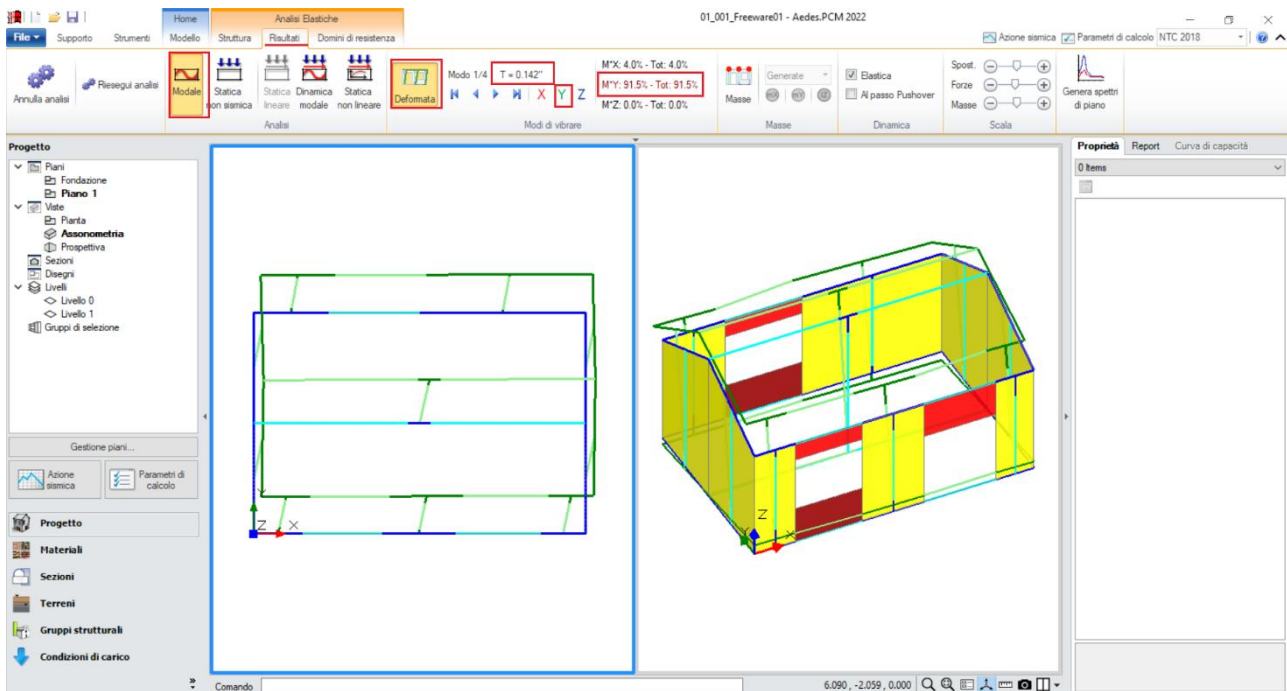 01_001_Freeware01 - Aedes.PCM 2022
Home
Analisi Elastiche
File
Supporto
Strumenti
Modello
Struttura
Risultati
Domini di resistenza
Azione sismica
Parametri di calcolo
NTC 2018
Annulla analisi
Riesegui analisi
Modale
Statica non sismica
Statica lineare
Dinamica modale
Statica non lineare
Analisi
Deformata
Modo 1/4
T = 0.142"
X Y Z
M*X: 4.0% - Tot: 4.0%
M*Y: 91.5% - Tot: 91.5%
M*Z: 0.0% - Tot: 0.0%
Modi di vibrare
Masse
Generate
Masse
Elastica
Al passo Pushover
Dinamica
Spost.
Forze
Masse
Scala
Genera spettri di piano
Progetto
Piani
Fondazione
Piano 1
Viste
Pianta
Assonometria
Prospettiva
Sezioni
Disegni
Livelli
Livello 0
Livello 1
Gruppi di selezione
Gestione piani...
Azione sismica
Parametri di calcolo
Progetto
Materiali
Sezioni
Terreni
Gruppi strutturali
Condizioni di carico
Z X
Z
X
Proprietà
Report
Curva di capacità
0 Items
Comando
6.090 , -2.059 , 0.000